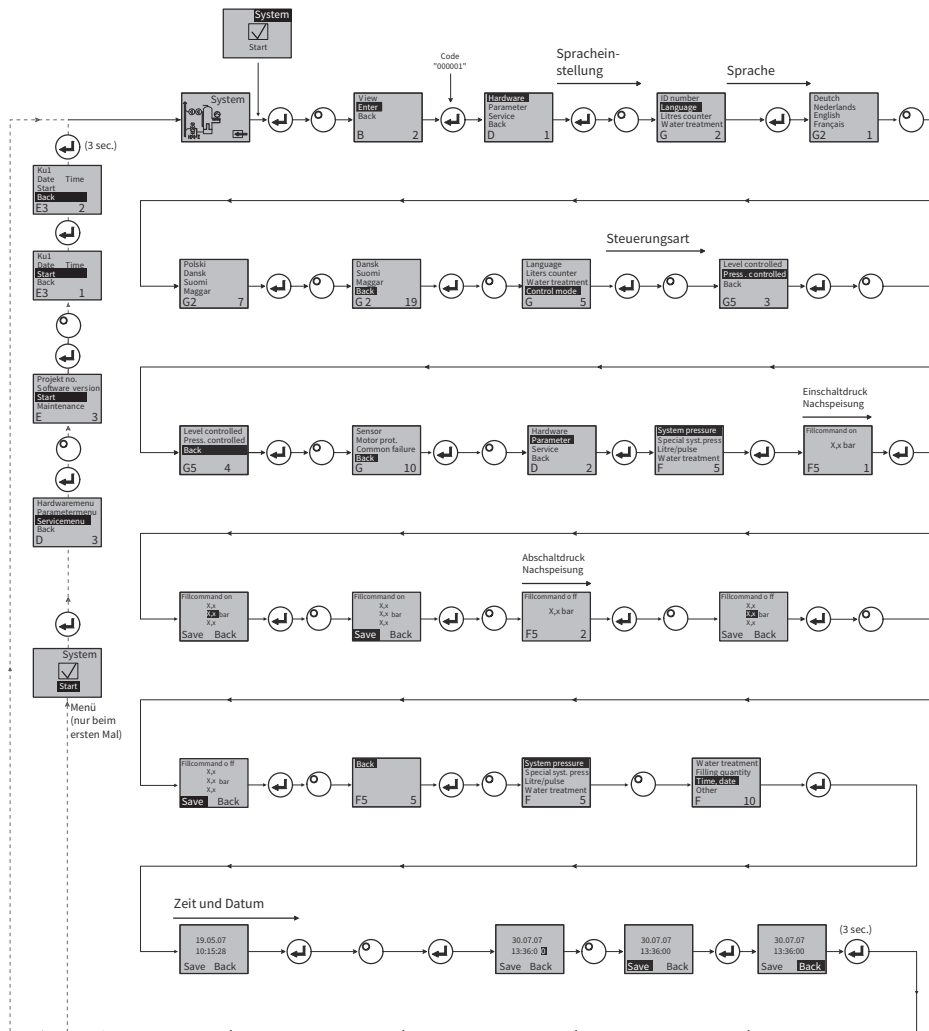 System
Start
Code
"000001"
Sprachein-
stellung
Sprache
System
View
Enter
Back
B 2
Hardware
Parameter
Service
Back
D 1
ID number
Language
Litres counter
Water treatment
G 2
Deutch
Nederlands
English
Français
G2 1
(3 sec.)
Ku1
Date Time
Start
Back
E3 2
Ku1
Date Time
Start
Back
E3 1
Projekt no.
Software version
Start
Maintenance
E 3
Hardwaremenu
Parametermenu
Servicemenu
Back
D 3
System
Start
Menü
(nur beim
ersten Mal)
Steuerungsart
Polski
Dansk
Suomi
Maggar
G2 7
Dansk
Suomi
Maggar
Back
G 2 19
Language
Liters counter
Water treatment
Control mode
G 5
Level controlled
Press. controlled
Back
G5 3
Einschaltdruck
Nachspeisung
Level controlled
Press. controlled
Back
G5 4
Sensor
Motor prot.
Common failure
Back
G 10
Hardware
Parameter
Service
Back
D 2
System pressure
Special syst.press
Litre/pulse
Water treatment
F 5
Fillcommand on
X,x bar
F5 1
Abschaltdruck
Nachspeisung
Fillcommand on
X,x
X,x bar
X,x
Save Back
Fillcommand on
X,x
X,x bar
X,x
Save Back
Fillcommand o ff
X,x bar
F5 2
Fillcommand o ff
X,x
X,x bar
X,x
Save Back
Fillcommand o ff
X,x
X,x bar
X,x
Save Back
Back
F5 5
System pressure
Special syst. press
Litre/pulse
Water treatment
F 5
Water treatment
Filling quantity
Time, date
Other
F 10
Zeit und Datum
19.05.07
10:15:28
Save Back
30.07.07
13:36:0 0
Save Back
30.07.07
13:36:00
Save Back
30.07.07
13:36:00
Save Back
(3 sec.)